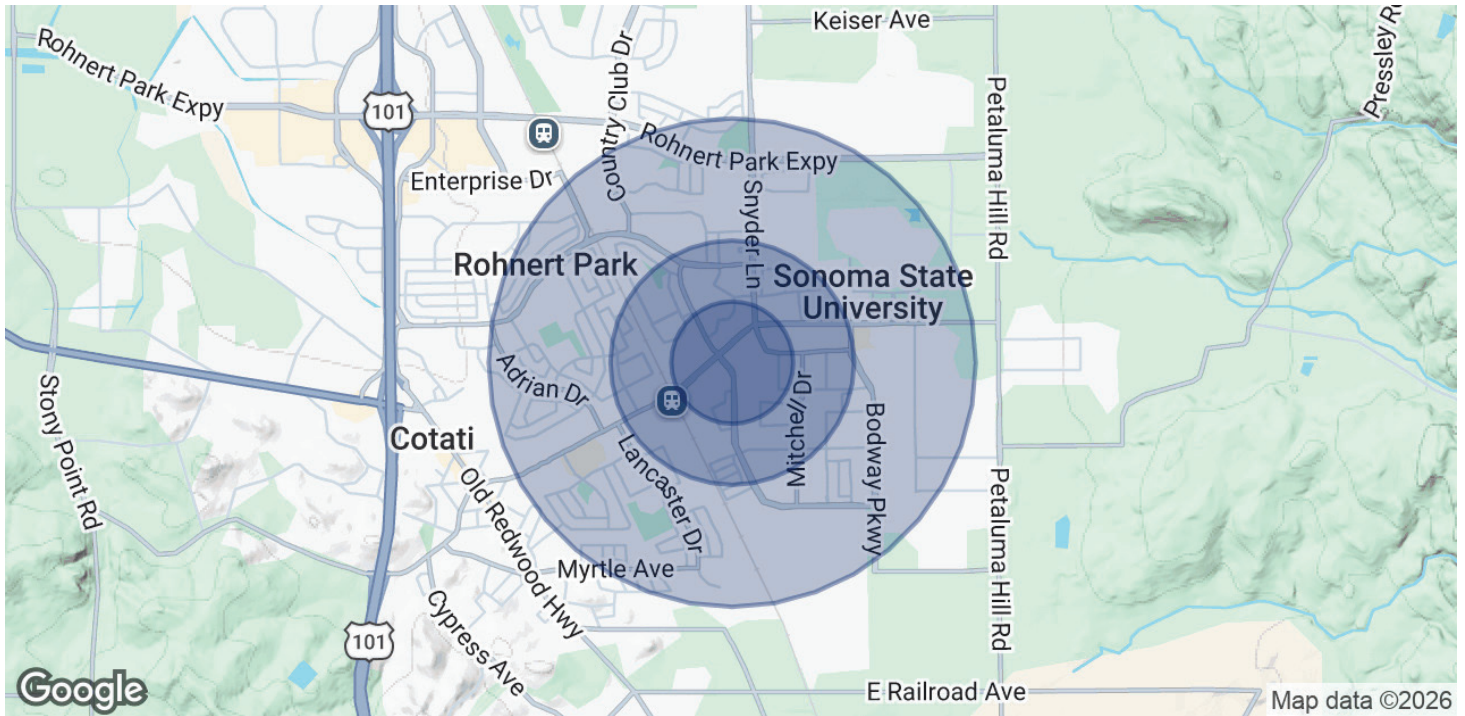 Keiser Ave
Rohnert Park Expy
101
Country Club Dr
Pressley Rd
Petaluma Hill Rd
Rohnert Park Expy
Enterprise Dr
Snyder Ln
Rohnert Park
Sonoma State
University
Adrian Dr
Stony Point Rd
Cotati
Mitchell Dr
Bodway Pkwy
Lancaster Dr
Old Redwood Hwy
Petaluma Hill Rd
Myrtle Ave
Cypress Ave
101
E Railroad Ave
Google
Map data ©2026